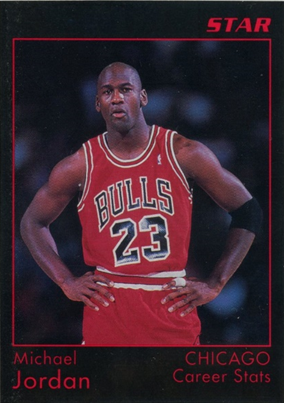 STAR
BULLS
23
Michael
Jordan
CHICAGO
Career Stats